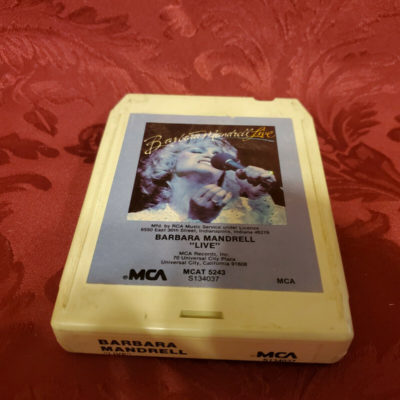 Barbara Mandrell Live
Mfd. by RCA Music Service under License
6550 East 30th Street, Indianapolis, Indiana 46219
BARBARA MANDRELL
"LIVE"
MCA Records, Inc.
70 Universal City Plaza
Universal City, California 91608
MCA
MCAT 5243
S134037
MCA
BARBARA
MANDRELL
MCA
S134037